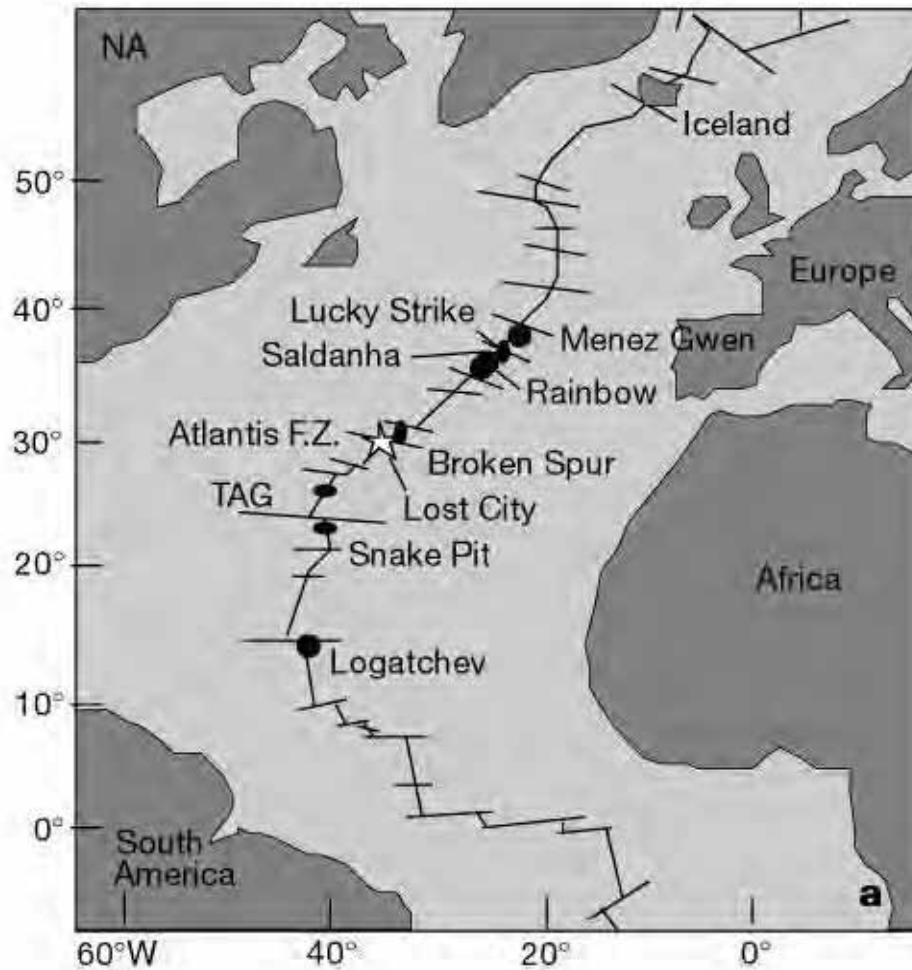 NA
Iceland
50°
Europe
40°
Lucky Strike
Menez Gwen
Saldanha
Rainbow
Atlantis F.Z.
30°
Broken Spur
TAG
Lost City
Snake Pit
20°
Africa
Logatchev
10°
0°
South
America
a
60°W
40°
20°
0°